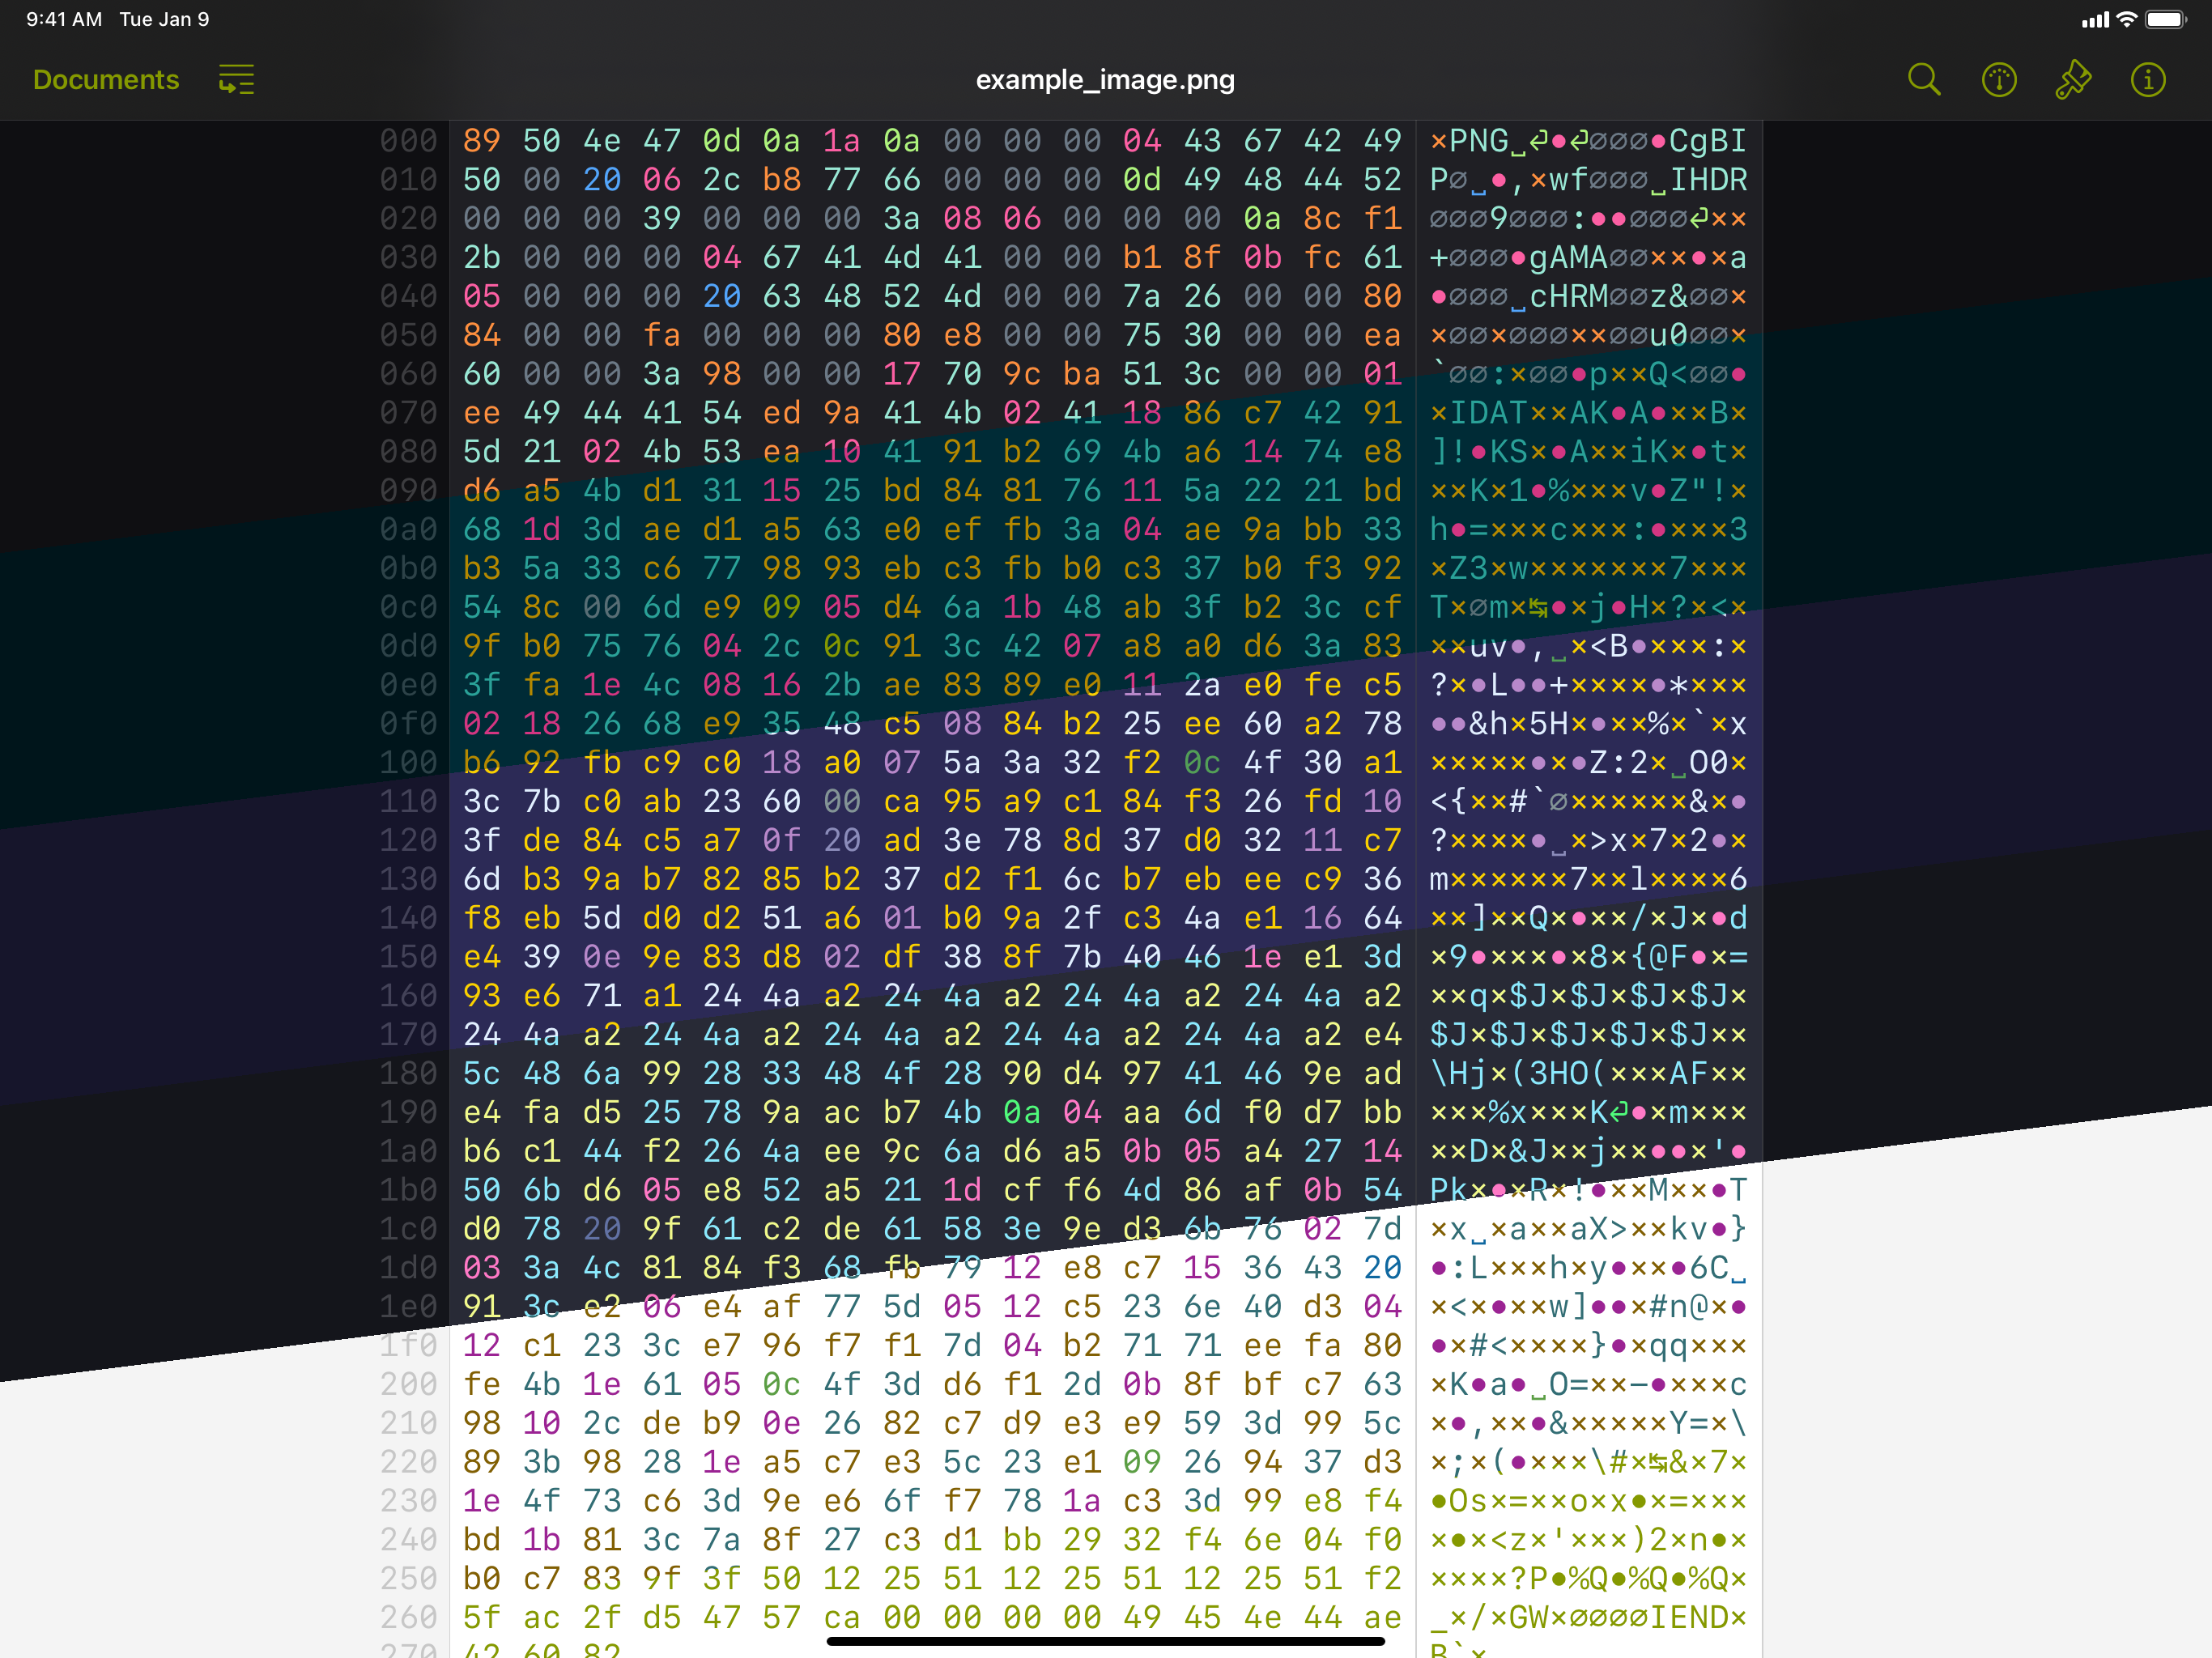 9:41 AM Tue Jan 9
Documents
example_image.png
000 89 50 4e 47 0d 0a 1a 0a 00 00 00 04 43 67 42 49 ×PNG␣⏎•⏎∅∅∅•CgBI
010 50 00 20 06 2c b8 77 66 00 00 00 0d 49 48 44 52 P∅␣•,×wf∅∅∅␣IHDR
020 00 00 00 39 00 00 00 3a 08 06 00 00 00 0a 8c f1 ∅∅∅9∅∅∅:••∅∅∅⏎××
030 2b 00 00 00 04 67 41 4d 41 00 00 b1 8f 0b fc 61 +∅∅∅•gAMA∅∅××•×a
040 05 00 00 00 20 63 48 52 4d 00 00 7a 26 00 00 80 •∅∅∅␣cHRM∅∅z&∅∅×
050 84 00 00 fa 00 00 00 80 e8 00 00 75 30 00 00 ea ×∅∅×∅∅∅××∅∅u0∅∅×
060 60 00 00 3a 98 00 00 17 70 9c ba 51 3c 00 00 01 `∅∅:×∅∅•p××Q<∅∅•
070 ee 49 44 41 54 ed 9a 41 4b 02 41 18 86 c7 42 91 ×IDAT××AK•A•××B×
080 5d 21 02 4b 53 ea 10 41 91 b2 69 4b a6 14 74 e8 ]!•KS×•A××iK×•t×
090 d6 a5 4b d1 31 15 25 bd 84 81 76 11 5a 22 21 bd ××K×1•%×××v•Z"!×
0a0 68 1d 3d ae d1 a5 63 e0 ef fb 3a 04 ae 9a bb 33 h•=×××c×××:•×××3
0b0 b3 5a 33 c6 77 98 93 eb c3 fb b0 c3 37 b0 f3 92 ×Z3×w×××××××7×××
0c0 54 8c 00 6d e9 09 05 d4 6a 1b 48 ab 3f b2 3c cf T×∅m×↹•×j•H×?×<×
0d0 9f b0 75 76 04 2c 0c 91 3c 42 07 a8 a0 d6 3a 83 ××uv•,␣×<B•×××:×
0e0 3f fa 1e 4c 08 16 2b ae 83 89 e0 11 2a e0 fe c5 ?×•L••+××××•*×××
0f0 02 18 26 68 e9 35 48 c5 08 84 b2 25 ee 60 a2 78 ••&h×5H×•××%×`×x
100 b6 92 fb c9 c0 18 a0 07 5a 3a 32 f2 0c 4f 30 a1 ×××××•×•Z:2×␣O0×
110 3c 7b c0 ab 23 60 00 ca 95 a9 c1 84 f3 26 fd 10 <{××#`∅××××××&×•
120 3f de 84 c5 a7 0f 20 ad 3e 78 8d 37 d0 32 11 c7 ?××××•␣×>x×7×2•×
130 6d b3 9a b7 82 85 b2 37 d2 f1 6c b7 eb ee c9 36 m××××××7××l××××6
140 f8 eb 5d d0 d2 51 a6 01 b0 9a 2f c3 4a e1 16 64 ××]××Q×•××/×J×•d
150 e4 39 0e 9e 83 d8 02 df 38 8f 7b 40 46 1e e1 3d ×9•×××•×8×{@F•×=
160 93 e6 71 a1 24 4a a2 24 4a a2 24 4a a2 24 4a a2 ××q×$J×$J×$J×$J×
170 24 4a a2 24 4a a2 24 4a a2 24 4a a2 24 4a a2 e4 $J×$J×$J×$J×$J××
180 5c 48 6a 99 28 33 48 4f 28 90 d4 97 41 46 9e ad \Hj×(3HO(×××AF××
190 e4 fa d5 25 78 9a ac b7 4b 0a 04 aa 6d f0 d7 bb ×××%x×××K⏎•×m×××
1a0 b6 c1 44 f2 26 4a ee 9c 6a d6 a5 0b 05 a4 27 14 ××D×&J××j××••×'•
1b0 50 6b d6 05 e8 52 a5 21 1d cf f6 4d 86 af 0b 54 Pk×•×R×!•××M××•T
1c0 d0 78 20 9f 61 c2 de 61 58 3e 9e d3 6b 76 02 7d ×x␣×a××aX>××kv•}
1d0 03 3a 4c 81 84 f3 68 fb 79 12 e8 c7 15 36 43 20 •:L×××h×y•××•6C␣
1e0 91 3c e2 06 e4 af 77 5d 05 12 c5 23 6e 40 d3 04 ×<×•××w]••×#n@×•
1f0 12 c1 23 3c e7 96 f7 f1 7d 04 b2 71 71 ee fa 80 •×#<××××}•×qq×××
200 fe 4b 1e 61 05 0c 4f 3d d6 f1 2d 0b 8f bf c7 63 ×K•a•␣O=××-•×××c
210 98 10 2c de b9 0e 26 82 c7 d9 e3 e9 59 3d 99 5c ×•,××•&×××××Y=×\
220 89 3b 98 28 1e a5 c7 e3 5c 23 e1 09 26 94 37 d3 ×;×(•×××\#×↹&×7×
230 1e 4f 73 c6 3d 9e e6 6f f7 78 1a c3 3d 99 e8 f4 •Os×=××o×x•×=×××
240 bd 1b 81 3c 7a 8f 27 c3 d1 bb 29 32 f4 6e 04 f0 ×•×<z×'×××)2×n•×
250 b0 c7 83 9f 3f 50 12 25 51 12 25 51 12 25 51 f2 ××××?P•%Q•%Q•%Q×
260 5f ac 2f d5 47 57 ca 00 00 00 00 49 45 4e 44 ae _×/×GW×∅∅∅∅IEND×
270 42 60 82 B`×